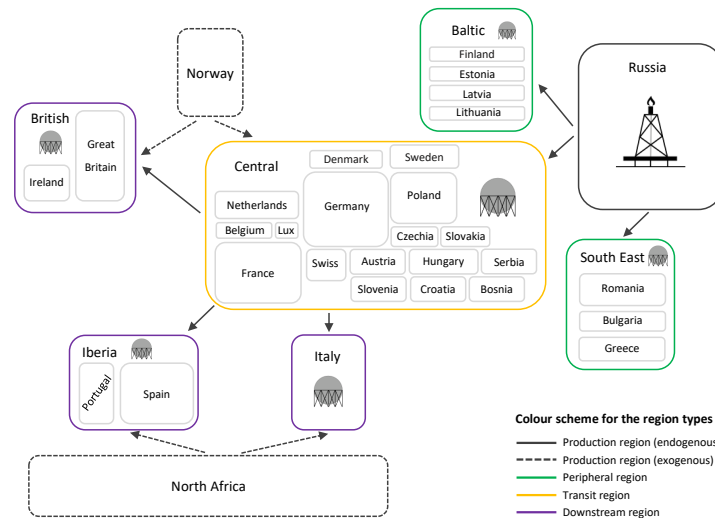 Norway
Baltic
Finland
Estonia
Latvia
Lithuania
Russia
British
Great
Britain
Ireland
Central
Denmark
Sweden
Netherlands
Germany
Poland
Belgium
Lux
Czechia
Slovakia
France
Swiss
Austria
Hungary
Serbia
Slovenia
Croatia
Bosnia
South East
Romania
Bulgaria
Greece
Iberia
Portugal
Spain
Italy
North Africa
Colour scheme for the region types
Production region (endogenous
Production region (exogenous)
Peripheral region
Transit region
Downstream region